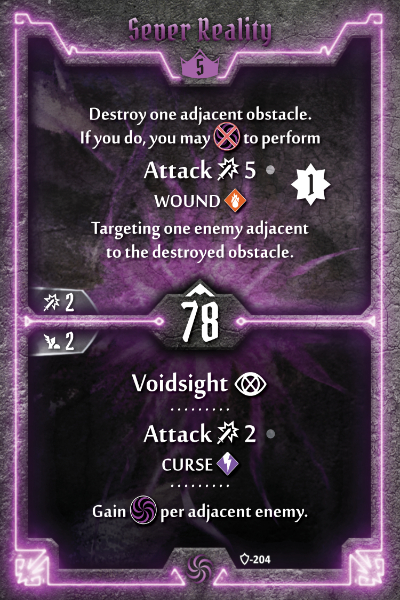 Sever Reality
5
Destroy one adjacent obstacle.
If you do, you may to perform
Attack 5
WOUND
1
Targeting one enemy adjacent
to the destroyed obstacle.
2
78
2
Voidsight
Attack 2
CURSE
Gain per adjacent enemy.
-204